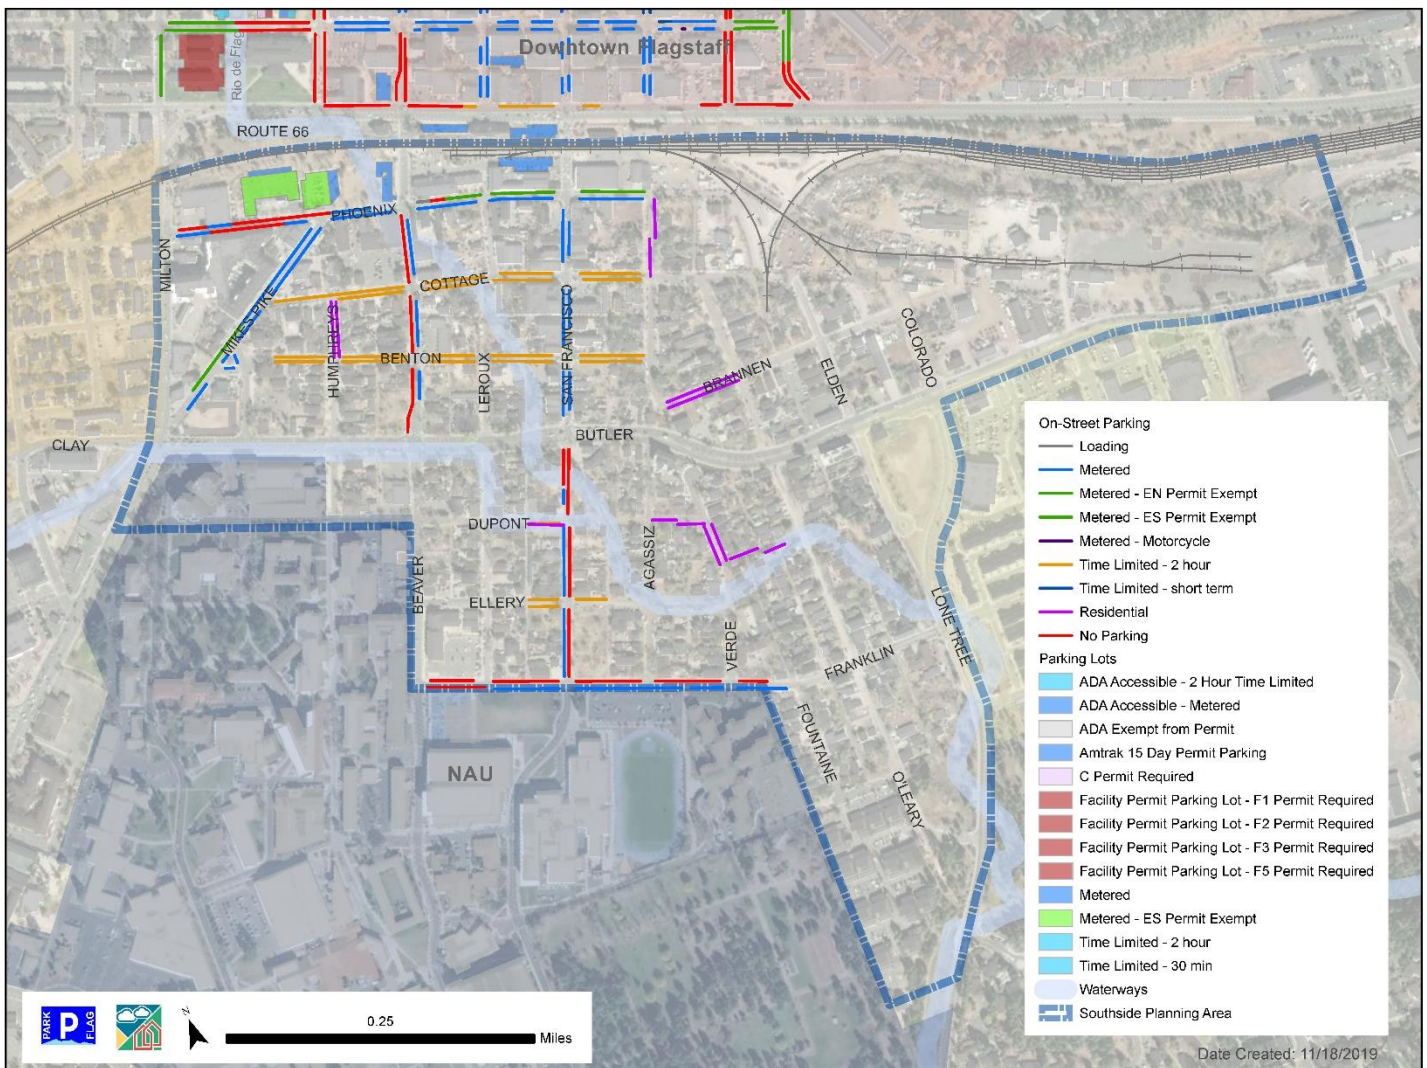 Downtown Flagstaff
Rio de Flag
ROUTE 66
PHOENIX
MILTON
COTTAGE
MIKES PIKE
HUMPHREYS
BENTON
LEROUX
SAN FRANCISCO
BRANNEN
ELDEN
COLORADO
CLAY
BUTLER
DUPONT
AGASSIZ
BEAVER
ELLERY
VERDE
FRANKLIN
LONE TREE
FOUNTAINE
O'LEARY
NAU
On-Street Parking
Loading
Metered
Metered - EN Permit Exempt
Metered - ES Permit Exempt
Metered - Motorcycle
Time Limited - 2 hour
Time Limited - short term
Residential
No Parking
Parking Lots
ADA Accessible - 2 Hour Time Limited
ADA Accessible - Metered
ADA Exempt from Permit
Amtrak 15 Day Permit Parking
C Permit Required
Facility Permit Parking Lot - F1 Permit Required
Facility Permit Parking Lot - F2 Permit Required
Facility Permit Parking Lot - F3 Permit Required
Facility Permit Parking Lot - F5 Permit Required
Metered
Metered - ES Permit Exempt
Time Limited - 2 hour
Time Limited - 30 min
Waterways
Southside Planning Area
PARK P FLAG
N
0.25
Miles
Date Created: 11/18/2019